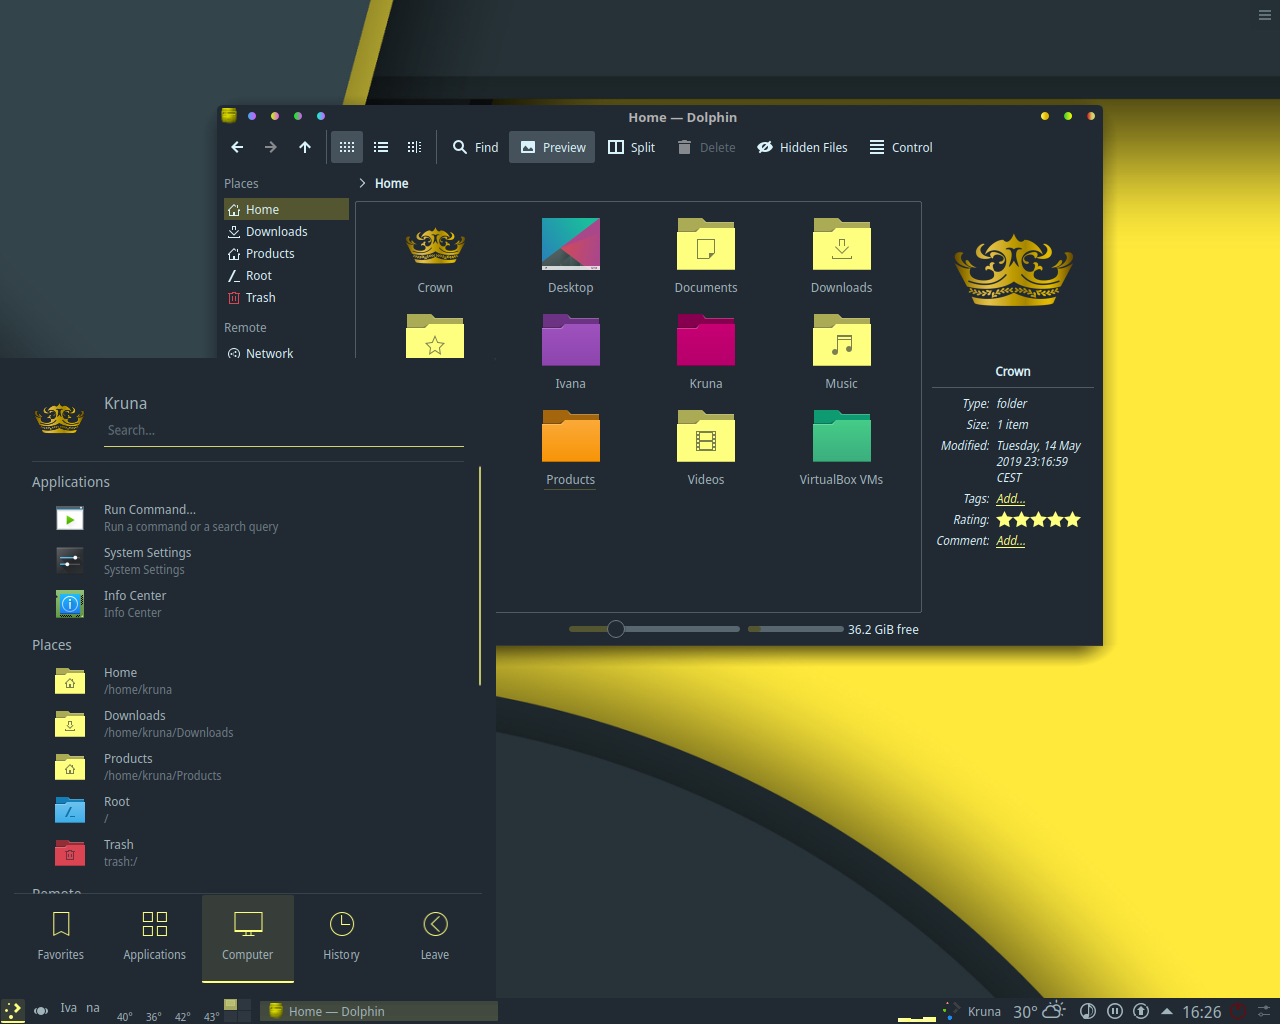 Home — Dolphin
Find
Preview
Split
Delete
Hidden Files
Control
Places
Home
Downloads
Products
Root
Trash
Remote
Network
Home
Crown
Desktop
Documents
Downloads
Ivana
Kruna
Music
Products
Videos
VirtualBox VMs
Crown
Type: folder
Size: 1 item
Modified: Tuesday, 14 May
2019 23:16:59
CEST
Tags: Add...
Rating:
Comment: Add...
36.2 GiB free
Kruna
Search...
Applications
Run Command...
Run a command or a search query
System Settings
System Settings
Info Center
Info Center
Places
Home
/home/kruna
Downloads
/home/kruna/Downloads
Products
/home/kruna/Products
Root
/
Trash
trash:/
Remote
Favorites
Applications
Computer
History
Leave
Iva na
40° 36° 42° 43°
Home — Dolphin
Kruna
30°
16:26